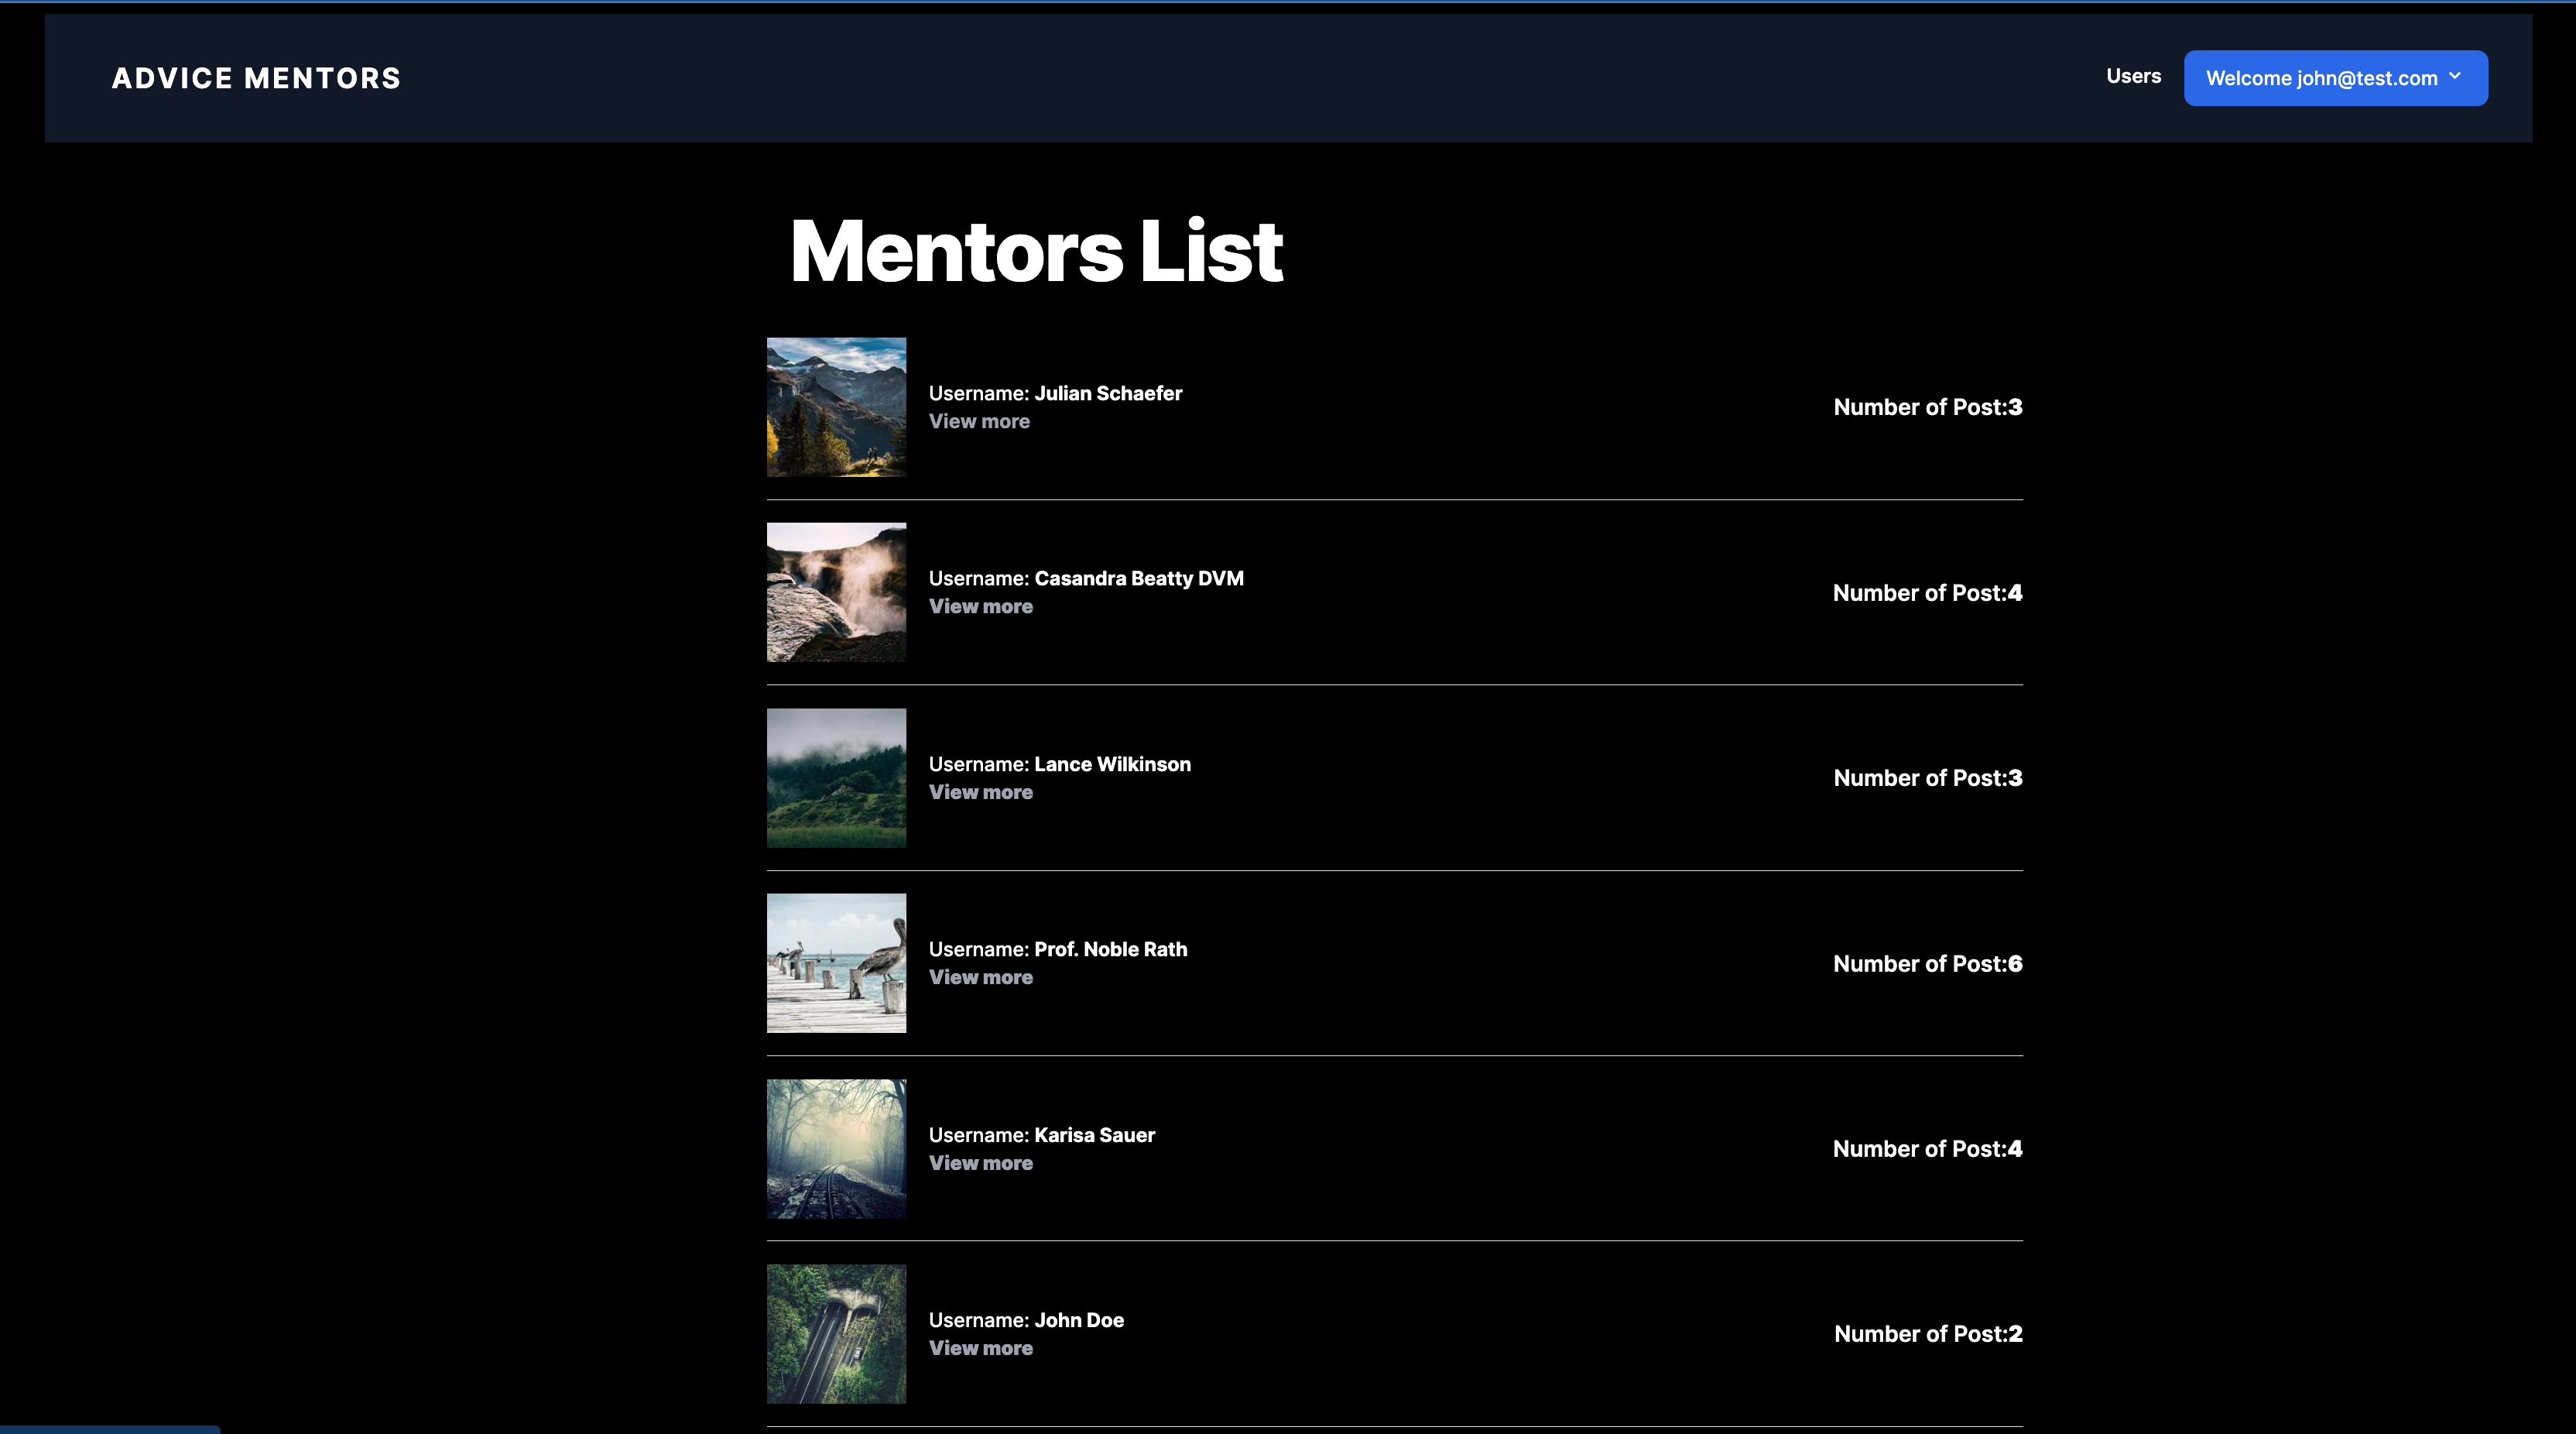 ADVICE MENTORS
Users
Welcome john@test.com
Mentors List
Username: Julian Schaefer
View more
Number of Post:3
Username: Casandra Beatty DVM
View more
Number of Post:4
Username: Lance Wilkinson
View more
Number of Post:3
Username: Prof. Noble Rath
View more
Number of Post:6
Username: Karisa Sauer
View more
Number of Post:4
Username: John Doe
View more
Number of Post:2